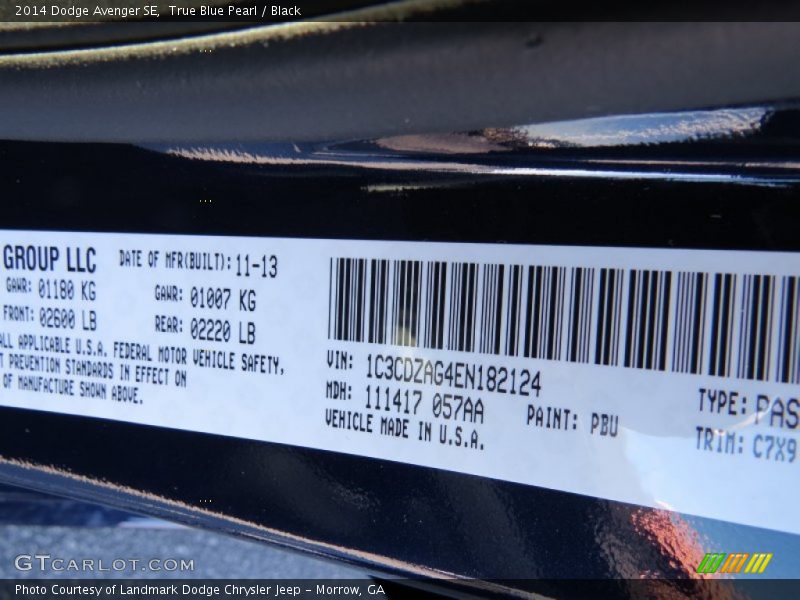 2014 Dodge Avenger SE, True Blue Pearl / Black
GROUP LLC
DATE OF MFR(BUILT): 11-13
GAWR: 01180 KG
GAWR: 01007 KG
FRONT: 02600 LB
REAR: 02220 LB
ALL APPLICABLE U.S.A. FEDERAL MOTOR VEHICLE SAFETY,
T PREVENTION STANDARDS IN EFFECT ON
OF MANUFACTURE SHOWN ABOVE.
VIN: 1C3CDZAG4EN182124
MDH: 111417 057AA
PAINT: PBU
VEHICLE MADE IN U.S.A.
TYPE: PAS
TRIM: C7X9
GTCARLOT.COM
Photo Courtesy of Landmark Dodge Chrysler Jeep - Morrow, GA